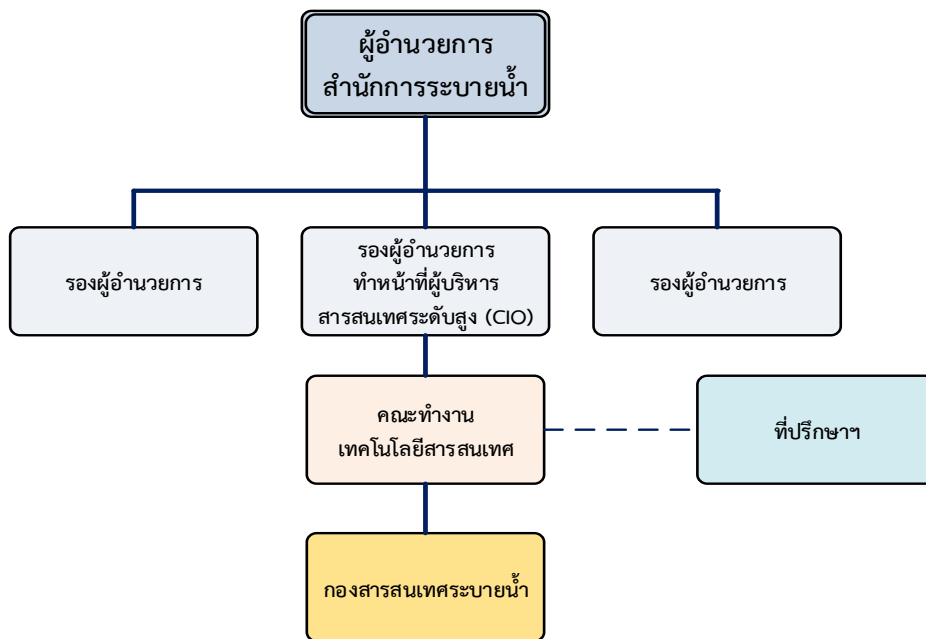 ผู้อำนวยการ
สำนักการระบายน้ำ
รองผู้อำนวยการ
รองผู้อำนวยการ
ทำหน้าที่ผู้บริหาร
สารสนเทศระดับสูง (CIO)
รองผู้อำนวยการ
คณะทำงาน
เทคโนโลยีสารสนเทศ
ที่ปรึกษาฯ
กองสารสนเทศระบายน้ำ